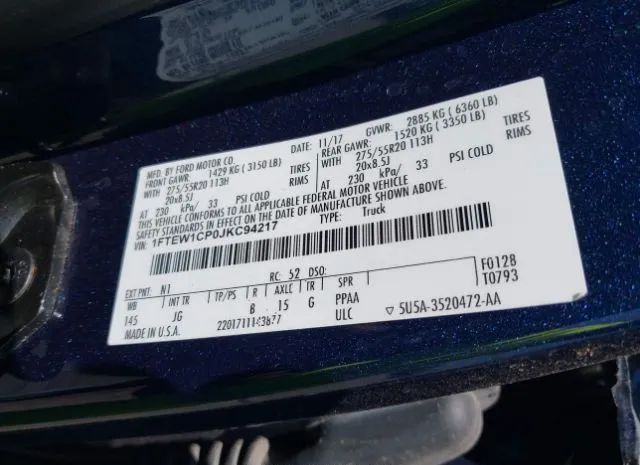 MFD. BY FORD MOTOR CO. DATE: 11/17 GVWR: 2885 KG ( 6360 LB)
FRONT GAWR: 1429 KG ( 3150 LB) REAR GAWR: 1520 KG ( 3350 LB)
WITH 275/55R20 113H TIRES WITH 275/55R20 113H TIRES
20x8.5J RIMS 20x8.5J RIMS
AT 230 kPa/ 33 PSI COLD AT 230 kPa/ 33 PSI COLD
THIS VEHICLE CONFORMS TO ALL APPLICABLE FEDERAL MOTOR VEHICLE
SAFETY STANDARDS IN EFFECT ON THE DATE OF MANUFACTURE SHOWN ABOVE.
VIN: 1FTEW1CP0JKC94217 TYPE: Truck
EXT PNT: N1 RC: 52 DSO: F0128
WB INT TR TP/PS R AXLE TR SPR T0793
145 JG B 15 G PPAA
MADE IN U.S.A. ULC ▽ 5U5A-3520472-AA